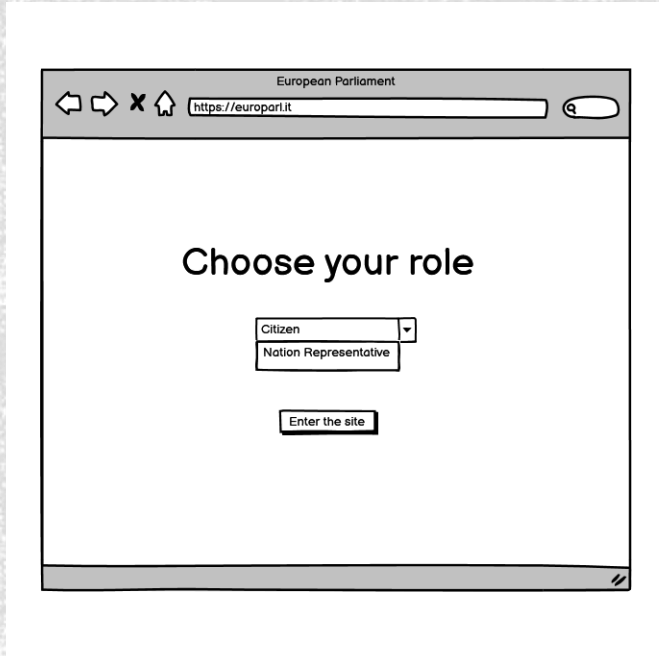 European Parliament
https://europarl.it
Choose your role
Citizen
Nation Representative
Enter the site